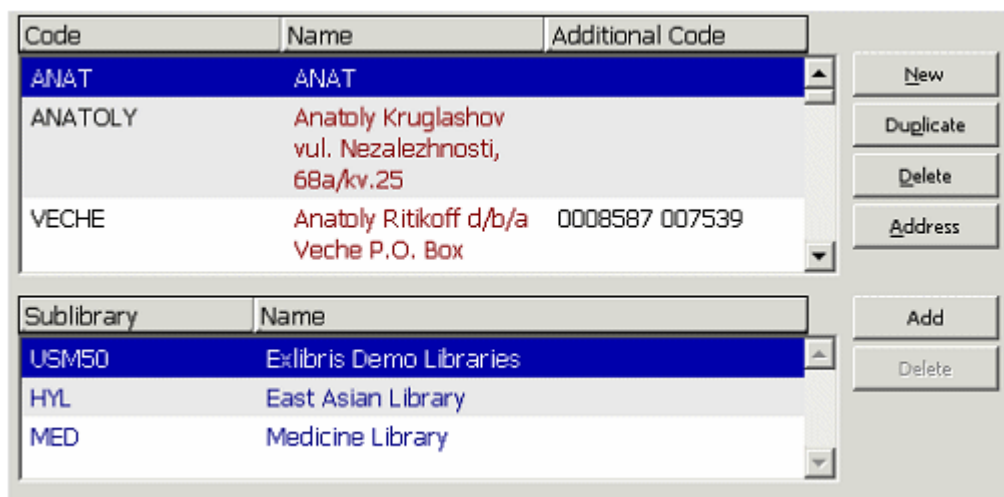 Code Name Additional Code
ANAT ANAT
New
ANATOLY Anatoly Kruglashov
vul. Nezalezhnosti,
68a/kv.25
Duplicate
Delete
VECHE Anatoly Ritikoff d/b/a 0008587 007539
Veche P.O. Box
Address
Sublibrary Name
Add
USM50 Exlibris Demo Libraries
Delete
HYL East Asian Library
MED Medicine Library